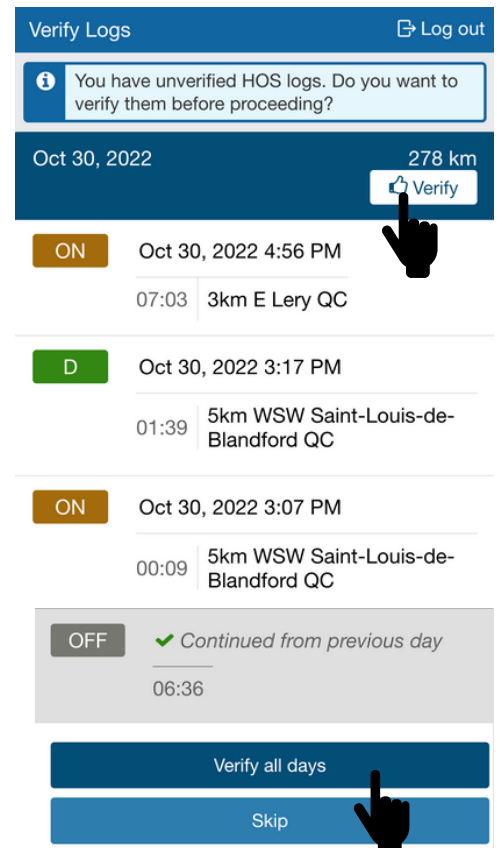 Verify Logs Log out
You have unverified HOS logs. Do you want to
verify them before proceeding?
Oct 30, 2022 278 km
Verify
ON Oct 30, 2022 4:56 PM
07:03 3km E Lery QC
D Oct 30, 2022 3:17 PM
01:39 5km WSW Saint-Louis-de-
Blandford QC
ON Oct 30, 2022 3:07 PM
00:09 5km WSW Saint-Louis-de-
Blandford QC
OFF Continued from previous day
06:36
Verify all days
Skip